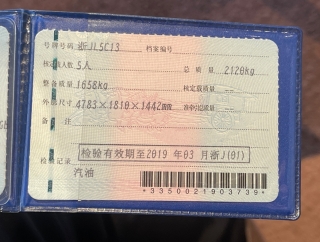 号牌号码 浙JL5C13 档案编号
核定载人数 5人 总质量 2120kg
整备质量 1658kg 核定载质量 --
外廓尺寸 4783×1810×1442mm 准牵引总质量 --
备注
检验有效期至2019年03月浙J(01)
检验记录
汽油
*3350021903739*